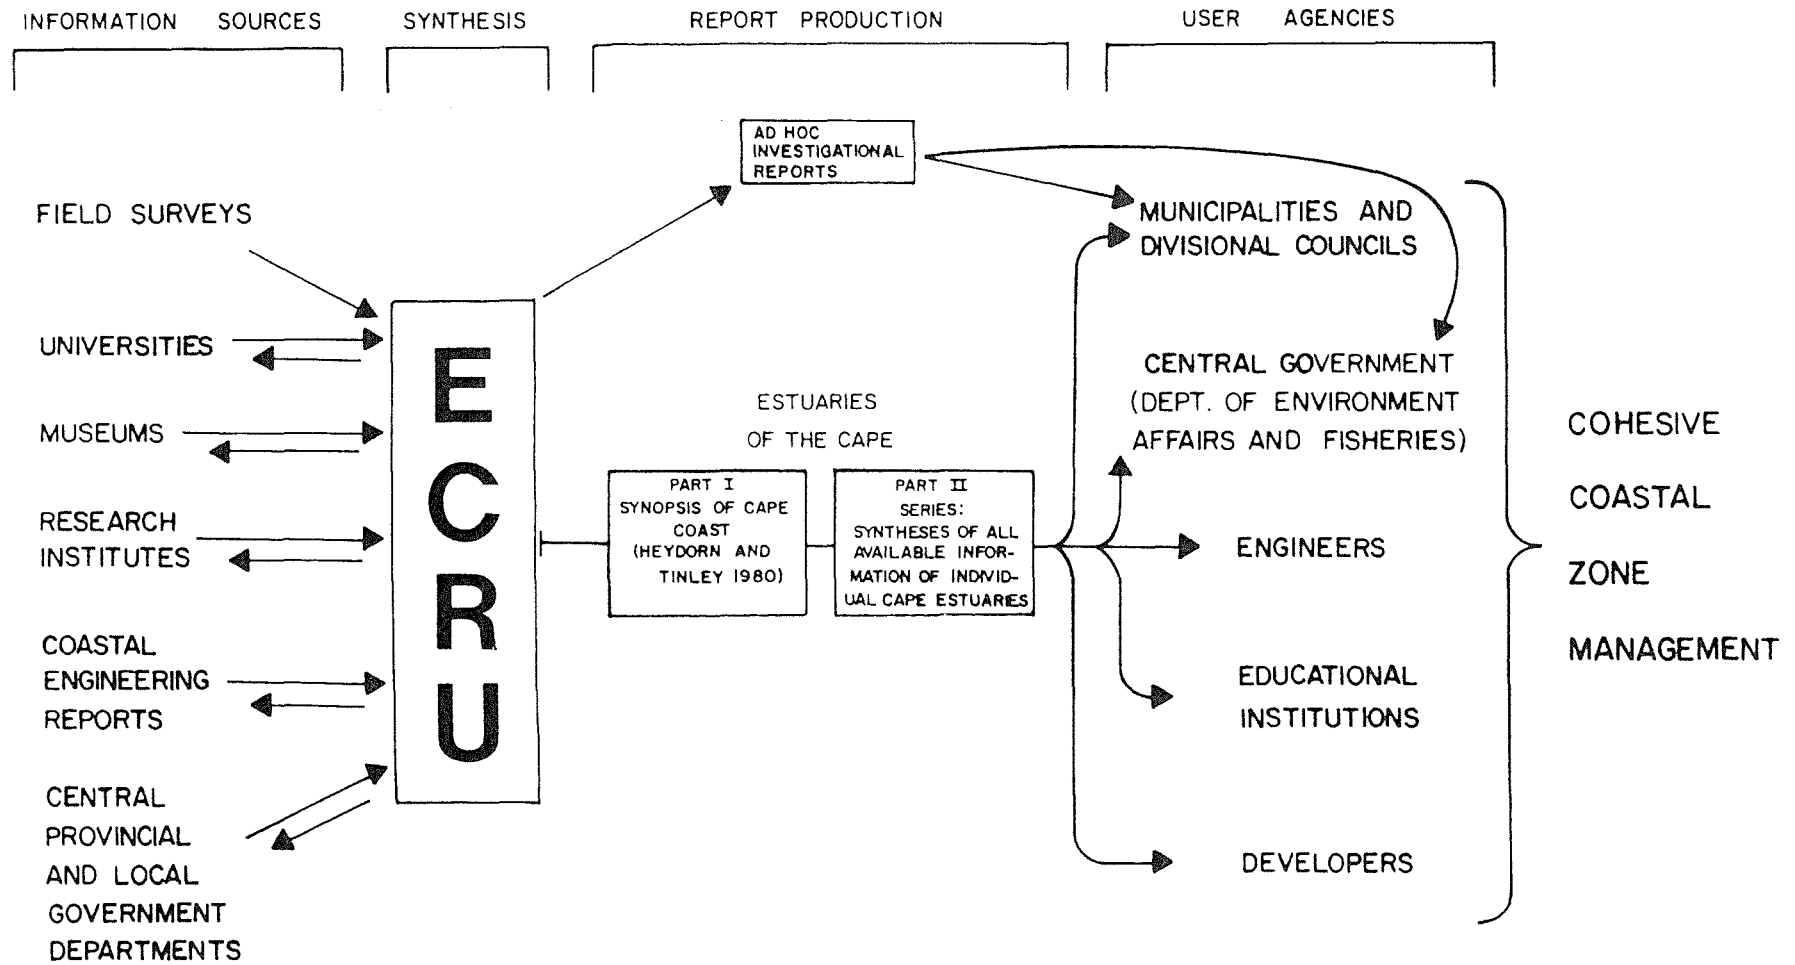 INFORMATION SOURCES
SYNTHESIS
REPORT PRODUCTION
USER AGENCIES
FIELD SURVEYS
UNIVERSITIES
MUSEUMS
RESEARCH
INSTITUTES
COASTAL
ENGINEERING
REPORTS
CENTRAL
PROVINCIAL
AND LOCAL
GOVERNMENT
DEPARTMENTS
E
C
R
U
AD HOC
INVESTIGATIONAL
REPORTS
ESTUARIES
OF THE CAPE
PART I
SYNOPSIS OF CAPE
COAST
(HEYDORN AND
TINLEY 1980)
PART II
SERIES:
SYNTHESES OF ALL
AVAILABLE INFOR-
MATION OF INDIVID-
UAL CAPE ESTUARIES
MUNICIPALITIES AND
DIVISIONAL COUNCILS
CENTRAL GOVERNMENT
(DEPT. OF ENVIRONMENT
AFFAIRS AND FISHERIES)
ENGINEERS
EDUCATIONAL
INSTITUTIONS
DEVELOPERS
COHESIVE
COASTAL
ZONE
MANAGEMENT